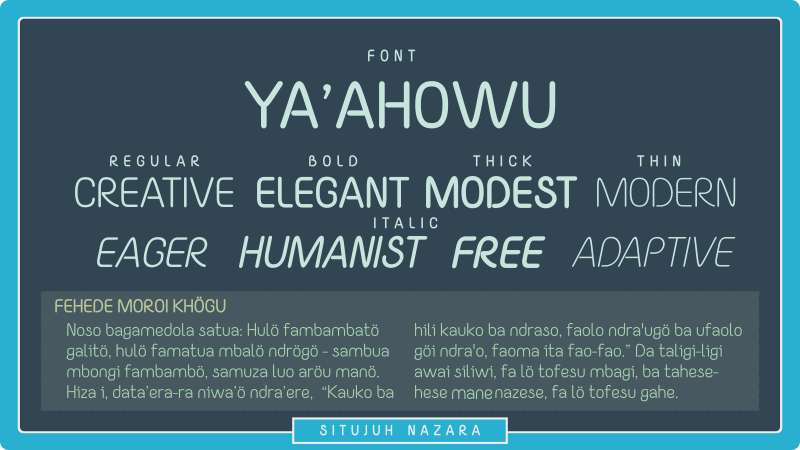 FONT
YA’AHOWU
REGULAR BOLD THICK THIN
CREATIVE ELEGANT MODEST MODERN
ITALIC
EAGER HUMANIST FREE ADAPTIVE
FEHEDE MOROI KHÖGU
Noso bagamedola satua: Hulö fambambatö
galitö, hulö famatua mbalö ndrögö - sambua
mbongi fambambö, samuza luo aröu manö.
Hiza i, data’era-ra niwa’ö ndra’ere, “Kauko ba
hili kauko ba ndraso, faolo ndra'ugö ba ufaolo
göi ndra'o, faoma ita fao-fao.” Da taligi-ligi
awai siliwi, fa lö tofesu mbagi, ba tahese-
hese mane nazese, fa lö tofesu gahe.
SITUJUH NAZARA